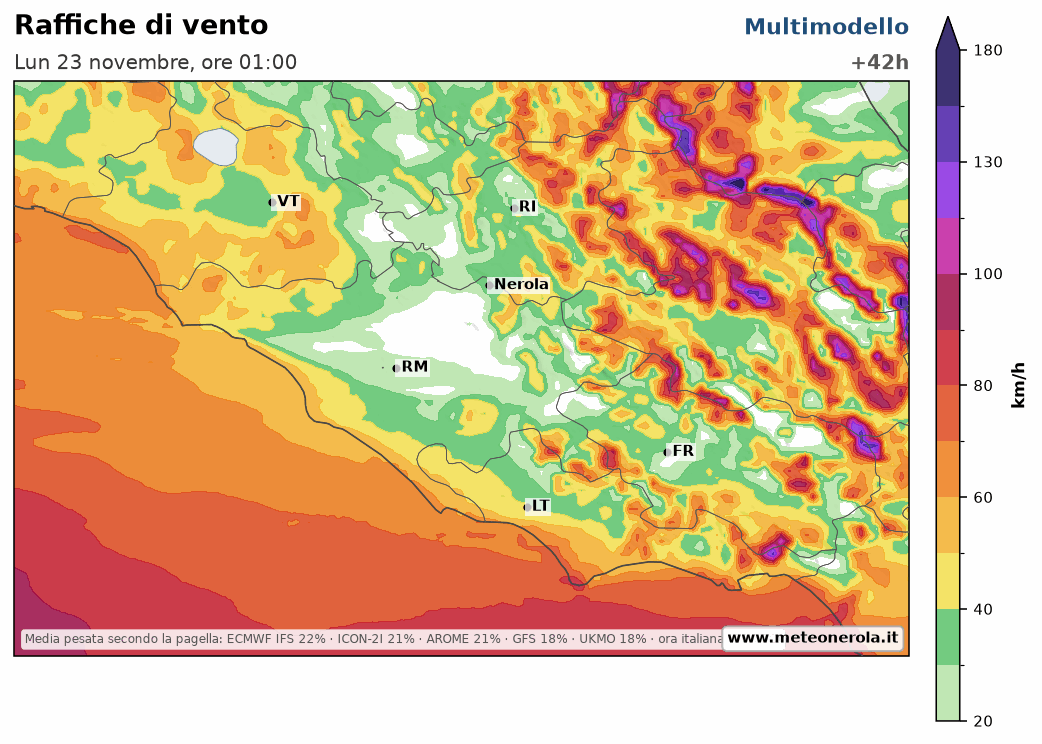 Raffiche di vento
Multimodello
Lun 23 novembre, ore 01:00
+42h
180
130
100
80
60
40
20
km/h
VT
RI
Nerola
RM
FR
LT
Media pesata secondo la pagella: ECMWF IFS 22% · ICON-2I 21% · AROME 21% · GFS 18% · UKMO 18% · ora italiana
www.meteonerola.it